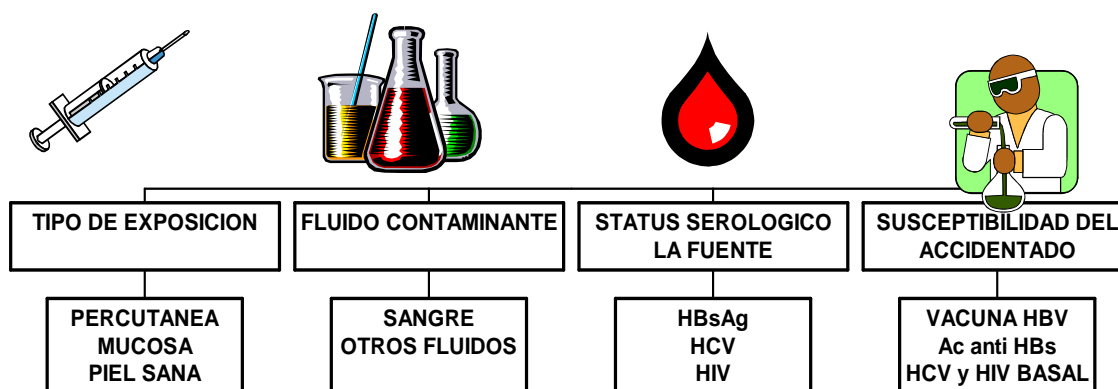 TIPO DE EXPOSICION
FLUIDO CONTAMINANTE
STATUS SEROLOGICO
LA FUENTE
SUSCEPTIBILIDAD DEL
ACCIDENTADO
PERCUTANEA
MUCOSA
PIEL SANA
SANGRE
OTROS FLUIDOS
HBsAg
HCV
HIV
VACUNA HBV
Ac anti HBs
HCV y HIV BASAL